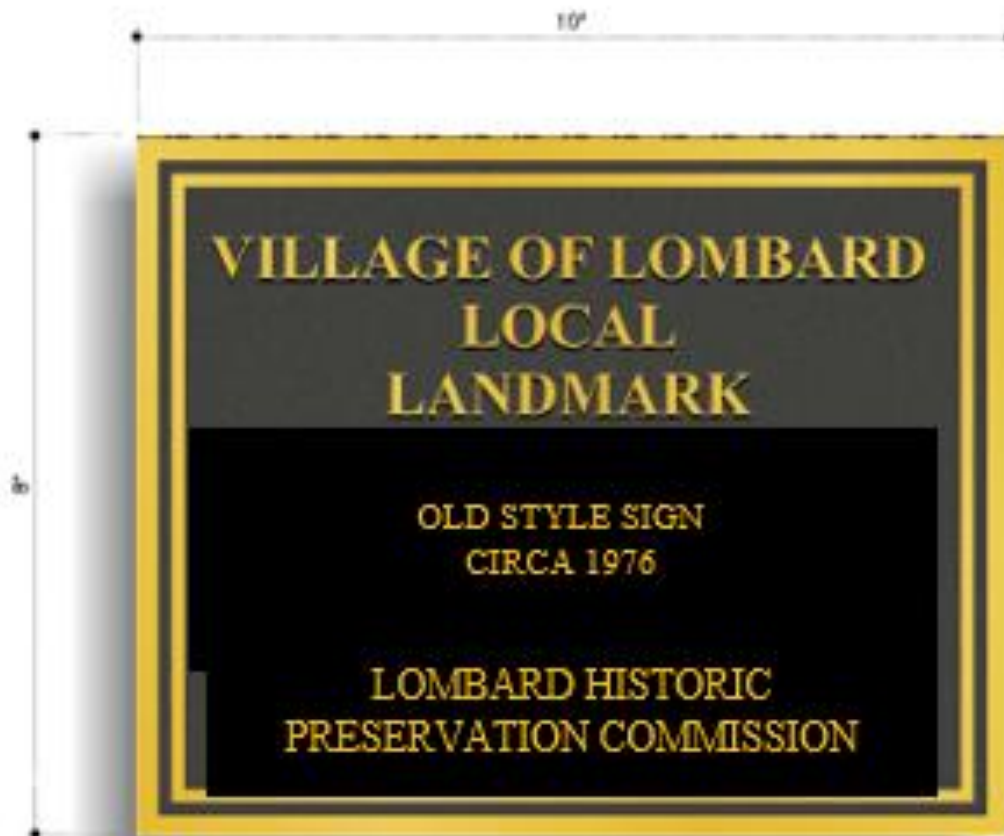 10"
VILLAGE OF LOMBARD
LOCAL
LANDMARK
8"
OLD STYLE SIGN
CIRCA 1976
LOMBARD HISTORIC
PRESERVATION COMMISSION